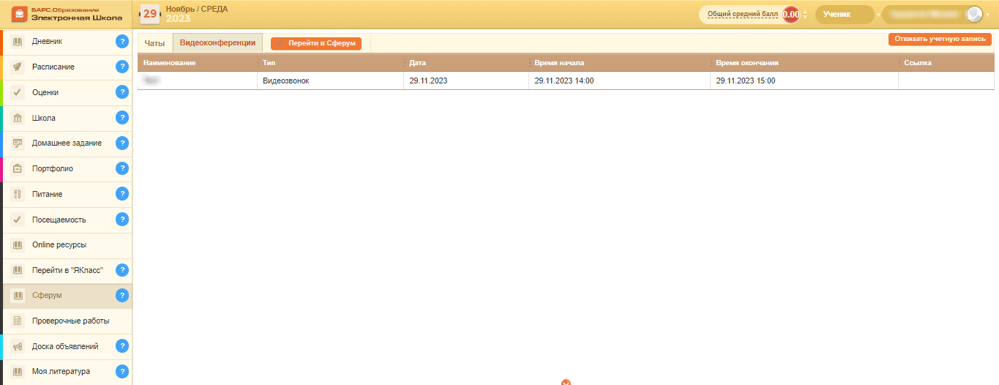 БАРС.Образование
Электронная Школа
29
Ноябрь / СРЕДА
2023
Общий средний балл 0.00
Ученик
Дневник ?
Расписание ?
Оценки ?
Школа ?
Домашнее задание ?
Портфолио ?
Питание ?
Посещаемость ?
Online ресурсы
Перейти в "ЯКласс" ?
Сферум ?
Проверочные работы
Доска объявлений ?
Моя литература ?
Чаты Видеоконференции Перейти в Сферум Отвязать учетную запись
Наименование Тип Дата Время начала Время окончания Ссылка
Видеозвонок 29.11.2023 29.11.2023 14:00 29.11.2023 15:00